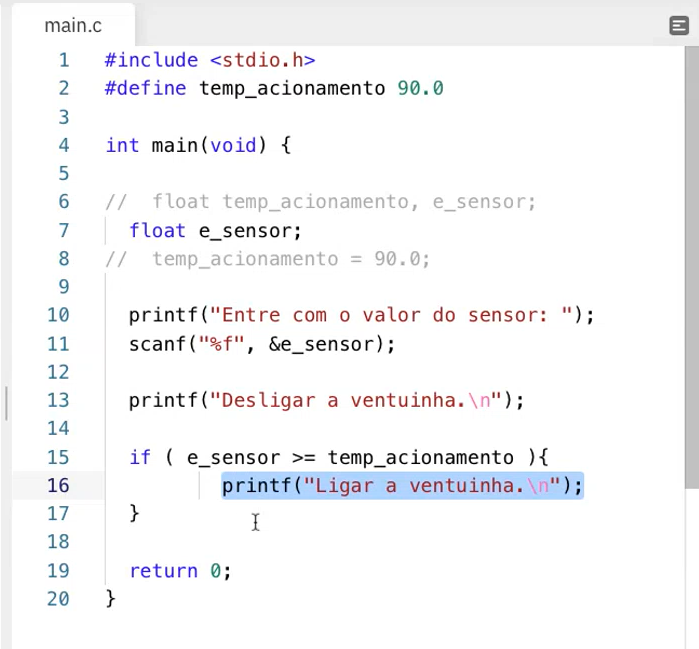 main.c
1 #include <stdio.h>
2 #define temp_acionamento 90.0
3
4 int main(void) {
5
6 //  float temp_acionamento, e_sensor;
7   float e_sensor;
8 //  temp_acionamento = 90.0;
9
10   printf("Entre com o valor do sensor: ");
11   scanf("%f", &e_sensor);
12
13   printf("Desligar a ventuinha.\n");
14
15   if ( e_sensor >= temp_acionamento ){
16           printf("Ligar a ventuinha.\n");
17   }
18
19   return 0;
20 }